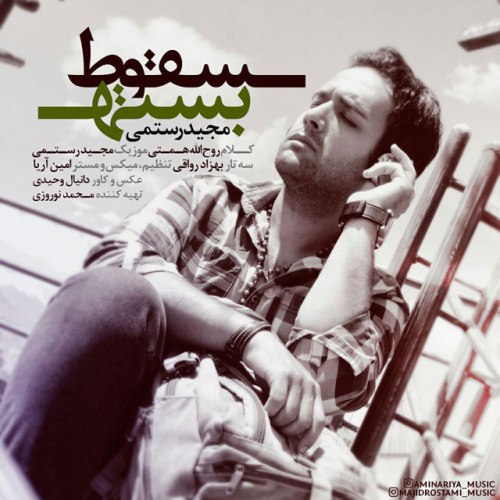 سقوط
بستر
مجید رستمی
کلام روح الله همتی موزیک مجید رستمی
سه تار بهزاد رواقی تنظیم، میکس و مستر امین آریا
عکس و کاور دانیال وحیدی
تهیه کننده محمد نوروزی
AMINARIYA_MUSIC
MAJIDROSTAMI_MUSIC